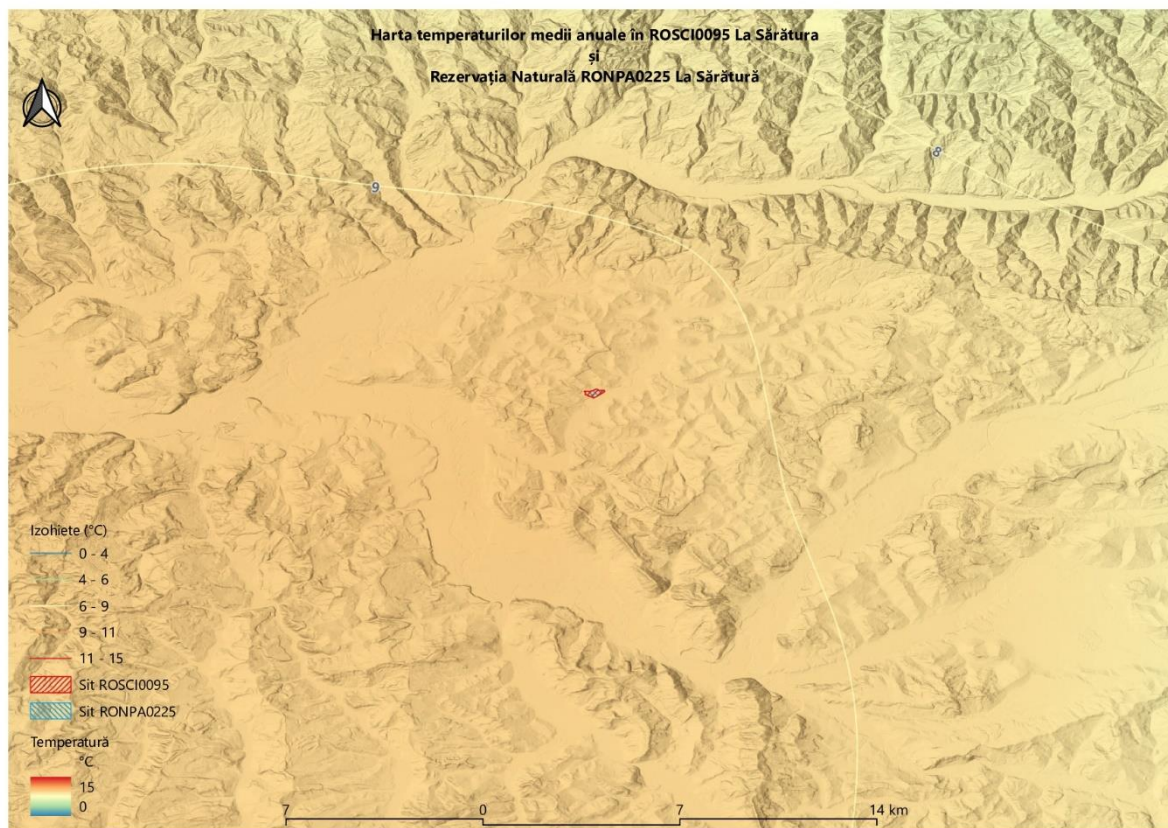 Harta temperaturilor medii anuale în ROSCI0095 La Sărătura
și
Rezervația Naturală RONPA0225 La Sărătură
8
9
Izohiete (°C)
0 - 4
4 - 6
6 - 9
9 - 11
11 - 15
Sit ROSCI0095
Sit RONPA0225
Temperatură
°C
15
0
7 0 7 14 km